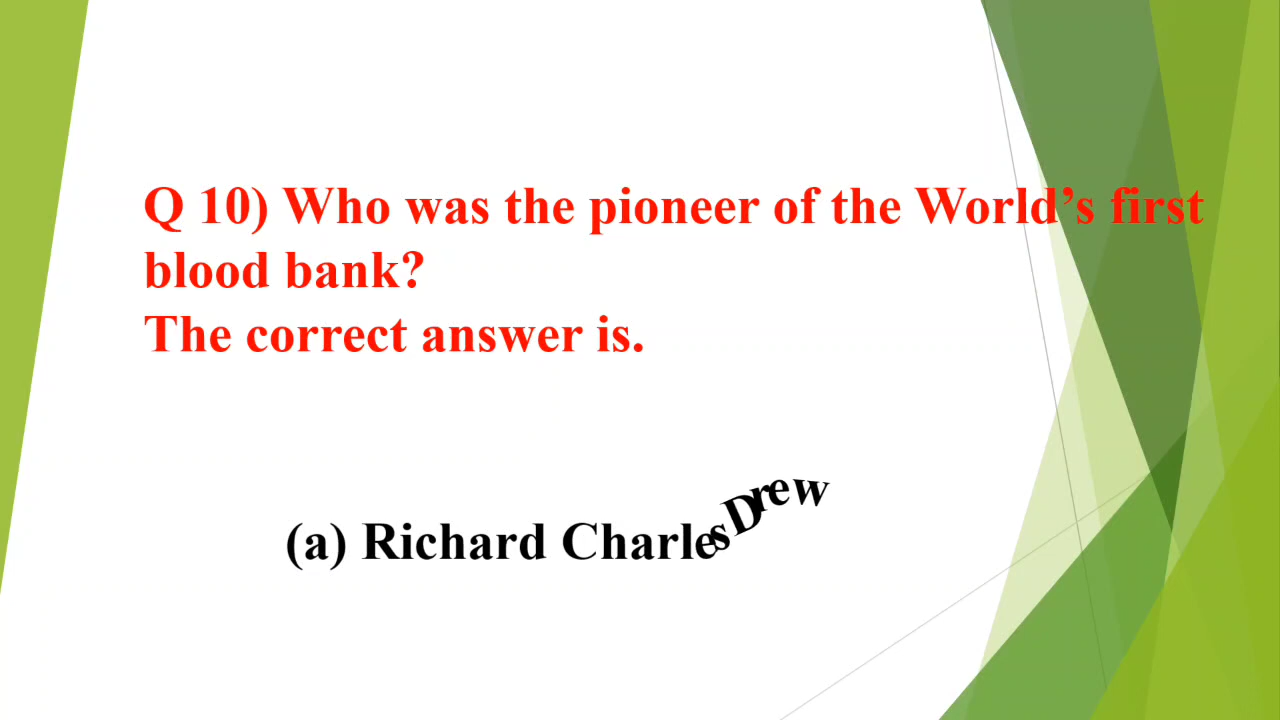 Q 10) Who was the pioneer of the World’s first
blood bank?
The correct answer is.
(a) Richard Charles Drew